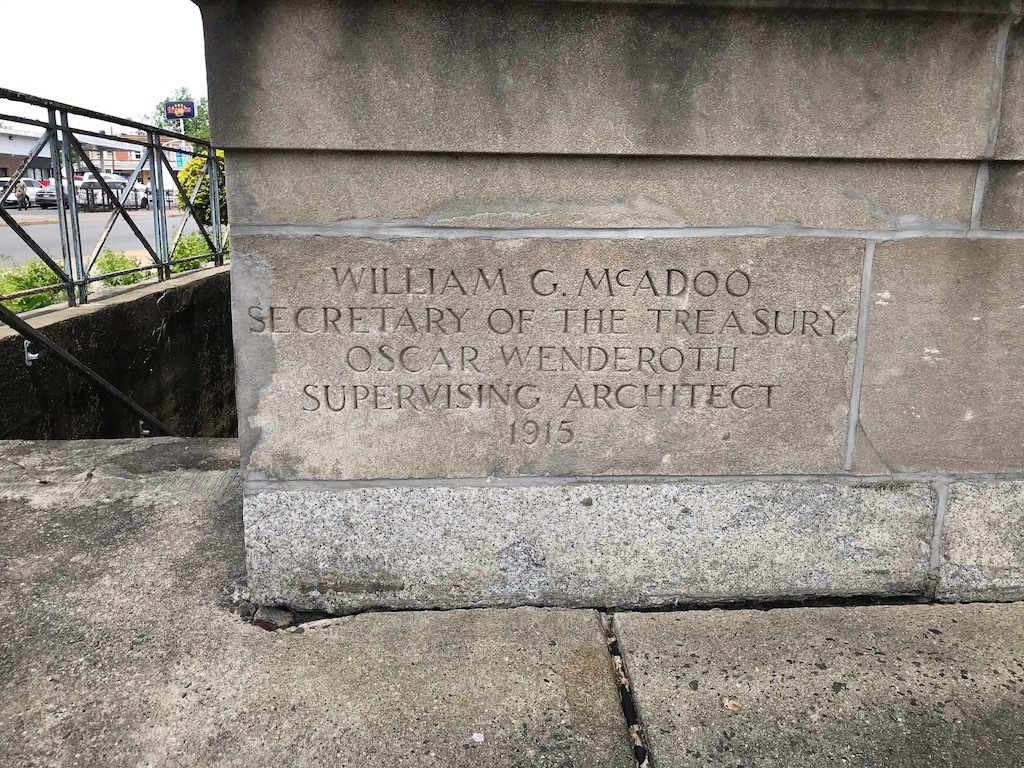 WILLIAM G. McADOO
SECRETARY OF THE TREASURY
OSCAR WENDEROTH
SUPERVISING ARCHITECT
1915